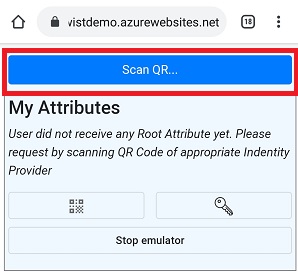 vistdemo.azurewebsites.net
18
Scan QR...
My Attributes
User did not receive any Root Attribute yet. Please
request by scanning QR Code of appropriate Indentity
Provider
Stop emulator